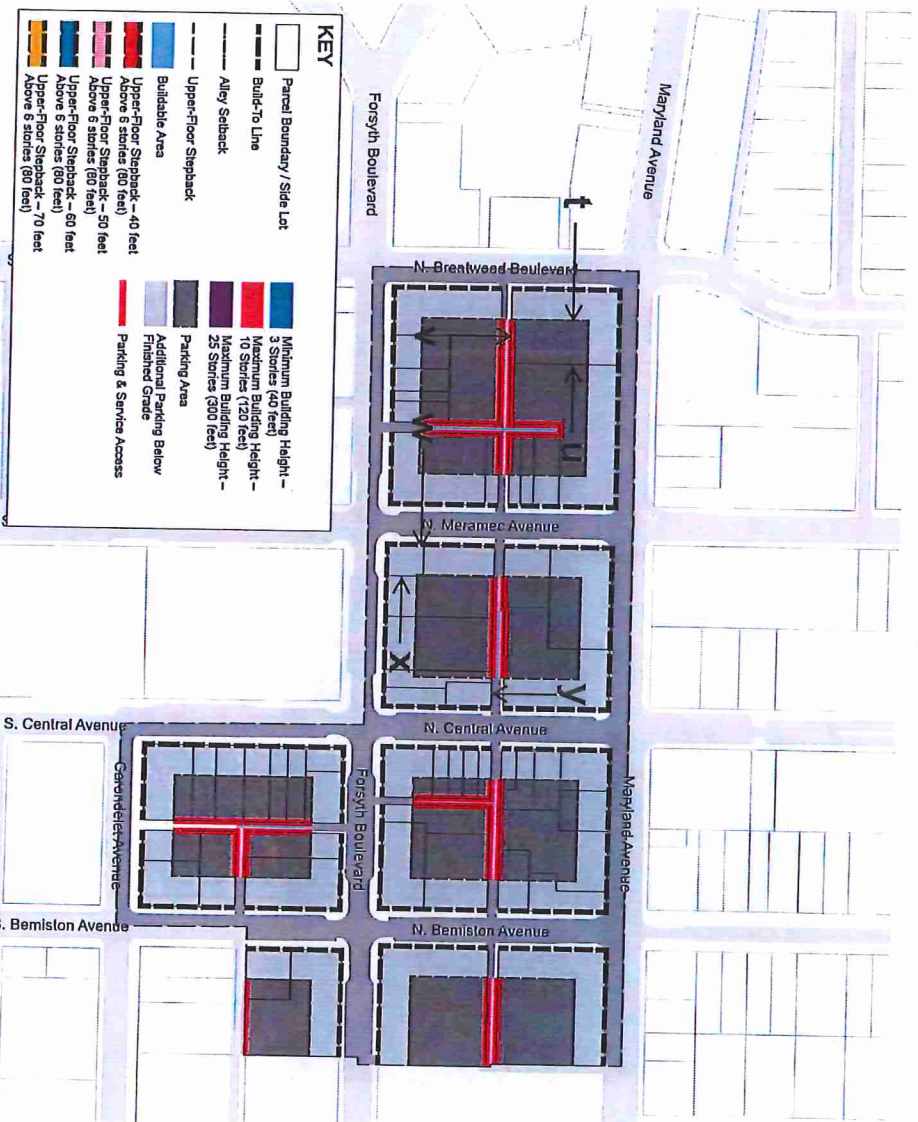 Maryland Avenue
Forsyth Boulevard
t
N. Brentwood Boulevard
v
u
w
N. Meramec Avenue
x
y
S. Central Avenue
N. Central Avenue
Carondelet Avenue
Forsyth Boulevard
Maryland Avenue
S. Bemiston Avenue
N. Bemiston Avenue
KEY
Parcel Boundary / Side Lot
Build-To Line
Alley Setback
Upper-Floor Stepback
Buildable Area
Upper-Floor Stepback – 40 feet
Above 6 stories (80 feet)
Upper-Floor Stepback – 50 feet
Above 6 stories (80 feet)
Upper-Floor Stepback – 60 feet
Above 6 stories (80 feet)
Upper-Floor Stepback – 70 feet
Above 6 stories (80 feet)
Minimum Building Height –
3 Stories (40 feet)
Maximum Building Height –
10 Stories (120 feet)
Maximum Building Height –
25 Stories (300 feet)
Parking Area
Additional Parking Below
Finished Grade
Parking & Service Access